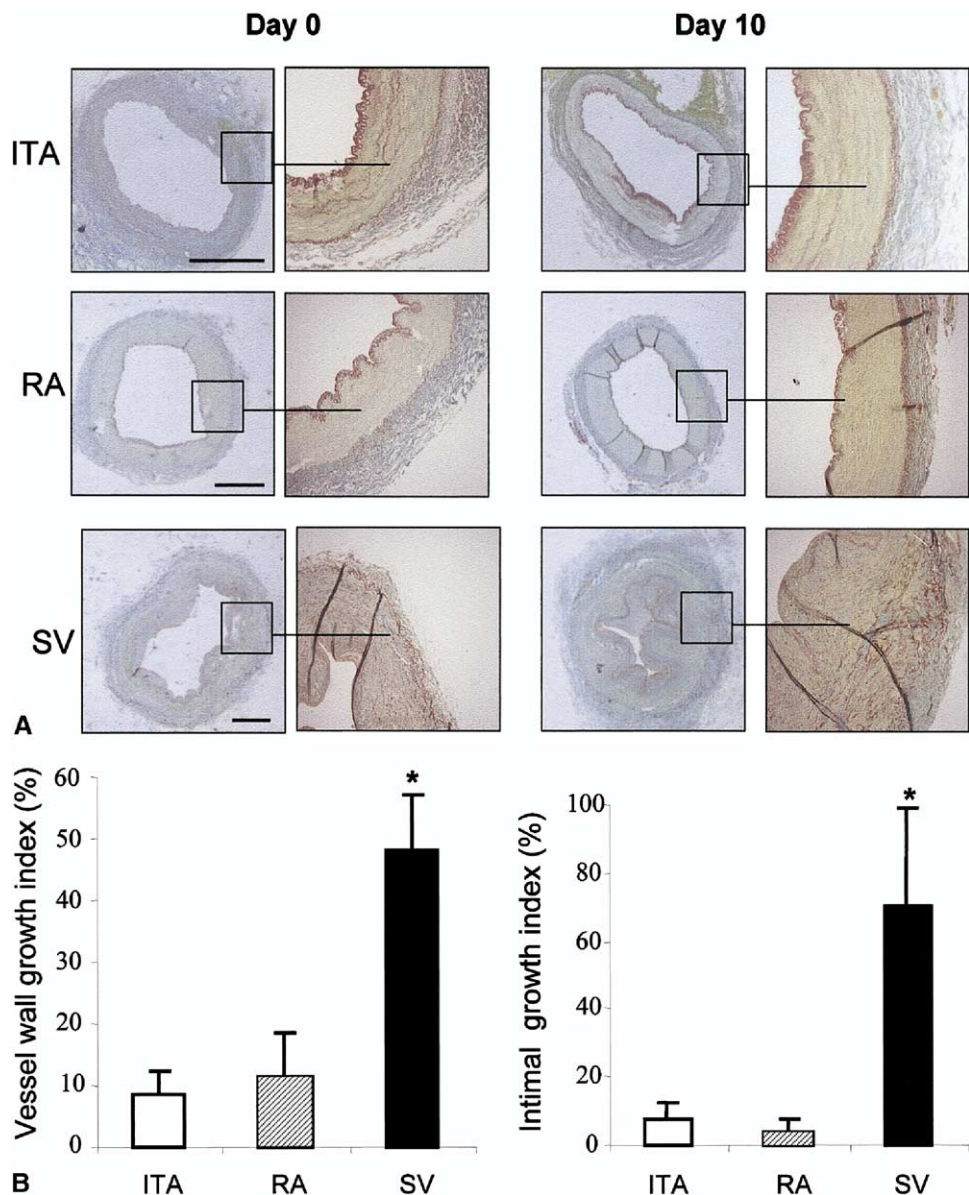 Day 0 Day 10
ITA
RA
SV
A
Vessel wall growth index (%)
60
50
40
30
20
10
0
*
ITA RA SV
Intimal growth index (%)
100
80
60
40
20
0
*
ITA RA SV
B